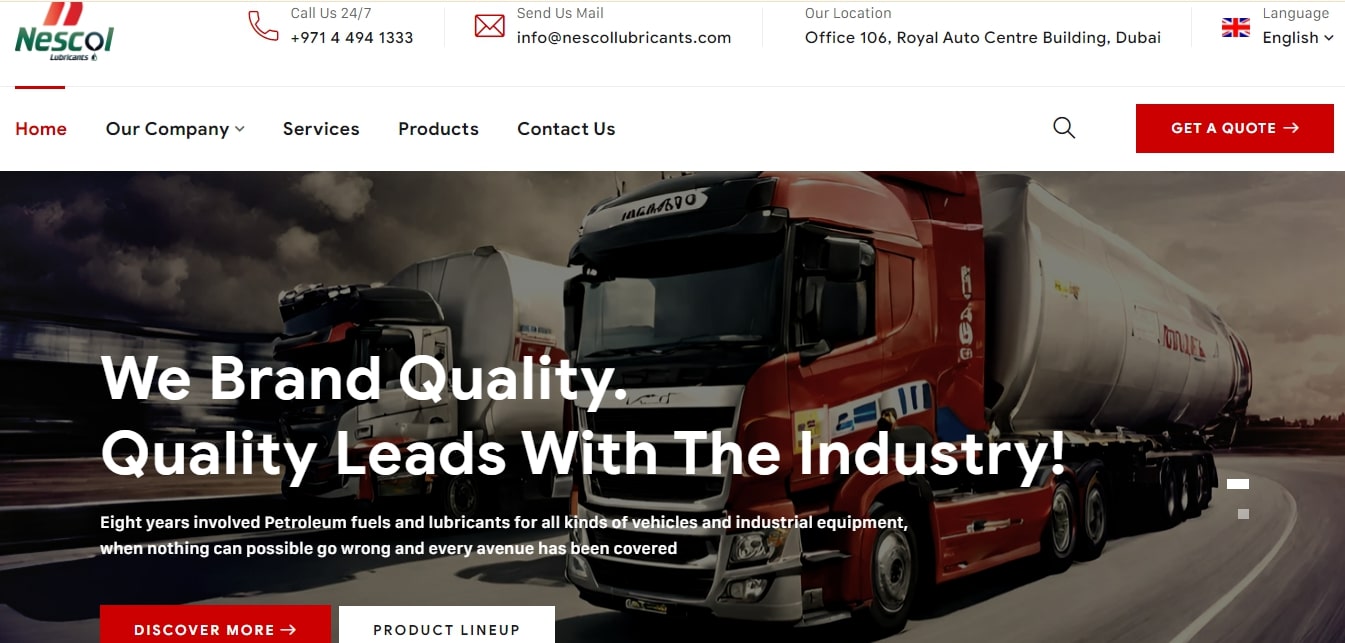 Nescol
Lubricants
Call Us 24/7
+971 4 494 1333
Send Us Mail
info@nescollubricants.com
Our Location
Office 106, Royal Auto Centre Building, Dubai
Language
English
Home
Our Company
Services
Products
Contact Us
GET A QUOTE →
We Brand Quality.
Quality Leads With The Industry!
Eight years involved Petroleum fuels and lubricants for all kinds of vehicles and industrial equipment,
when nothing can possible go wrong and every avenue has been covered
DISCOVER MORE →
PRODUCT LINEUP